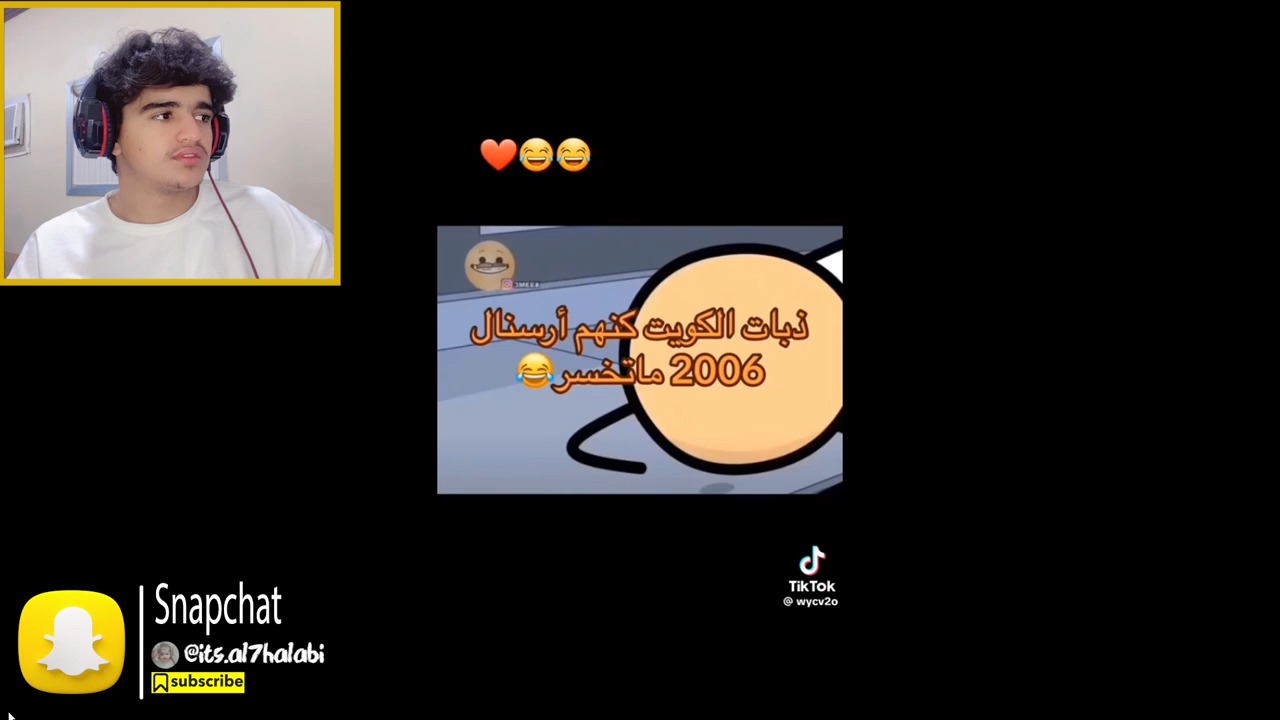 ❤️😂😂
ذبات الكويت كنهم أرسنال
2006 ماتخسر😂
TikTok
@ wycv2o
Snapchat
@its.al7halabi
subscribe